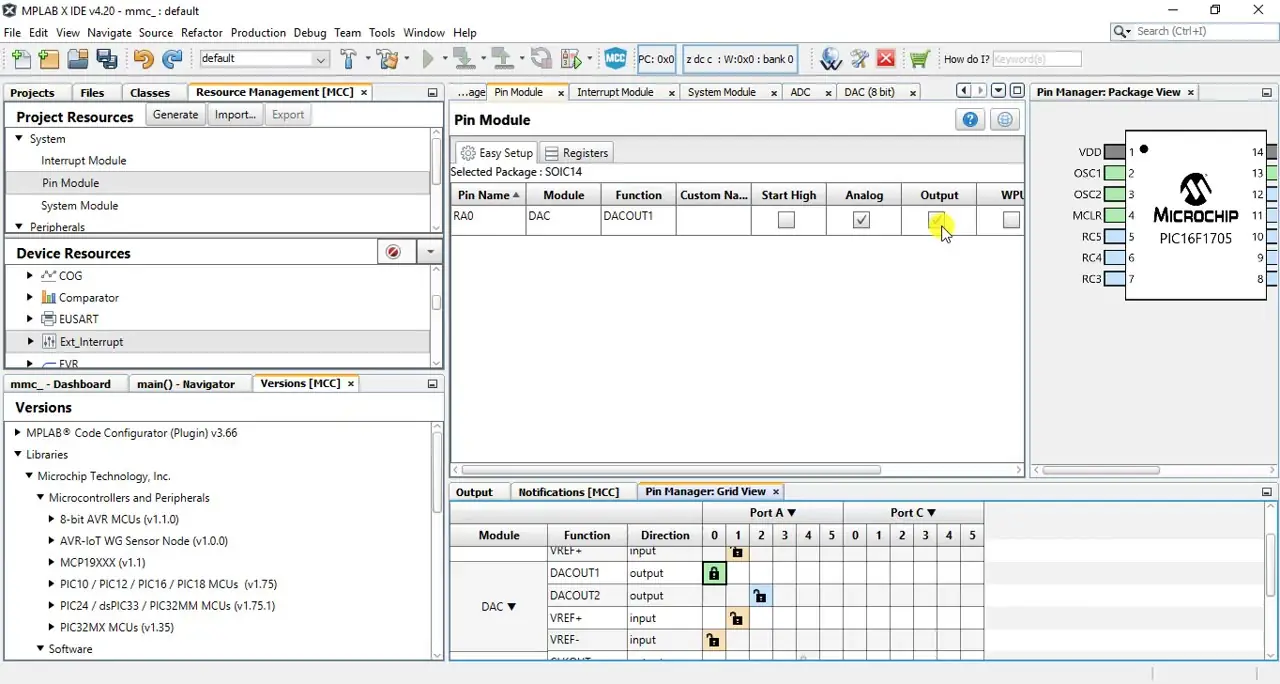 MPLAB X IDE v4.20 - mmc_ : default
File Edit View Navigate Source Refactor Production Debug Team Tools Window Help
Search (Ctrl+I)
default
MCC
PC: 0x0
z dc c : W:0x0 : bank 0
How do I? Keyword(s)
Projects Files Classes Resource Management [MCC] ×
Project Resources Generate Import... Export
System
Interrupt Module
Pin Module
System Module
Peripherals
Device Resources
COG
Comparator
EUSART
Ext_Interrupt
FVR
mmc_ - Dashboard main() - Navigator Versions [MCC] ×
Versions
MPLAB® Code Configurator (Plugin) v3.66
Libraries
Microchip Technology, Inc.
Microcontrollers and Peripherals
8-bit AVR MCUs (v1.1.0)
AVR-IoT WG Sensor Node (v1.0.0)
MCP19XXX (v1.1)
PIC10 / PIC12 / PIC16 / PIC18 MCUs (v1.75)
PIC24 / dsPIC33 / PIC32MM MCUs (v1.75.1)
PIC32MX MCUs (v1.35)
Software
...age Pin Module × Interrupt Module × System Module × ADC × DAC (8 bit) ×
Pin Module
Easy Setup Registers
Selected Package : SOIC14
Pin Name Module Function Custom Na... Start High Analog Output WPU
RA0 DAC DACOUT1
Pin Manager: Package View ×
VDD 1 14
OSC1 2 13
OSC2 3 12
MCLR 4 11
RC5 5 10
RC4 6 9
RC3 7 8
MICROCHIP
PIC16F1705
Output Notifications [MCC] Pin Manager: Grid View ×
Port A▼ Port C▼
Module Function Direction 0 1 2 3 4 5 0 1 2 3 4 5
VREF+ input
DACOUT1 output
DACOUT2 output
DAC ▼
VREF+ input
VREF- input